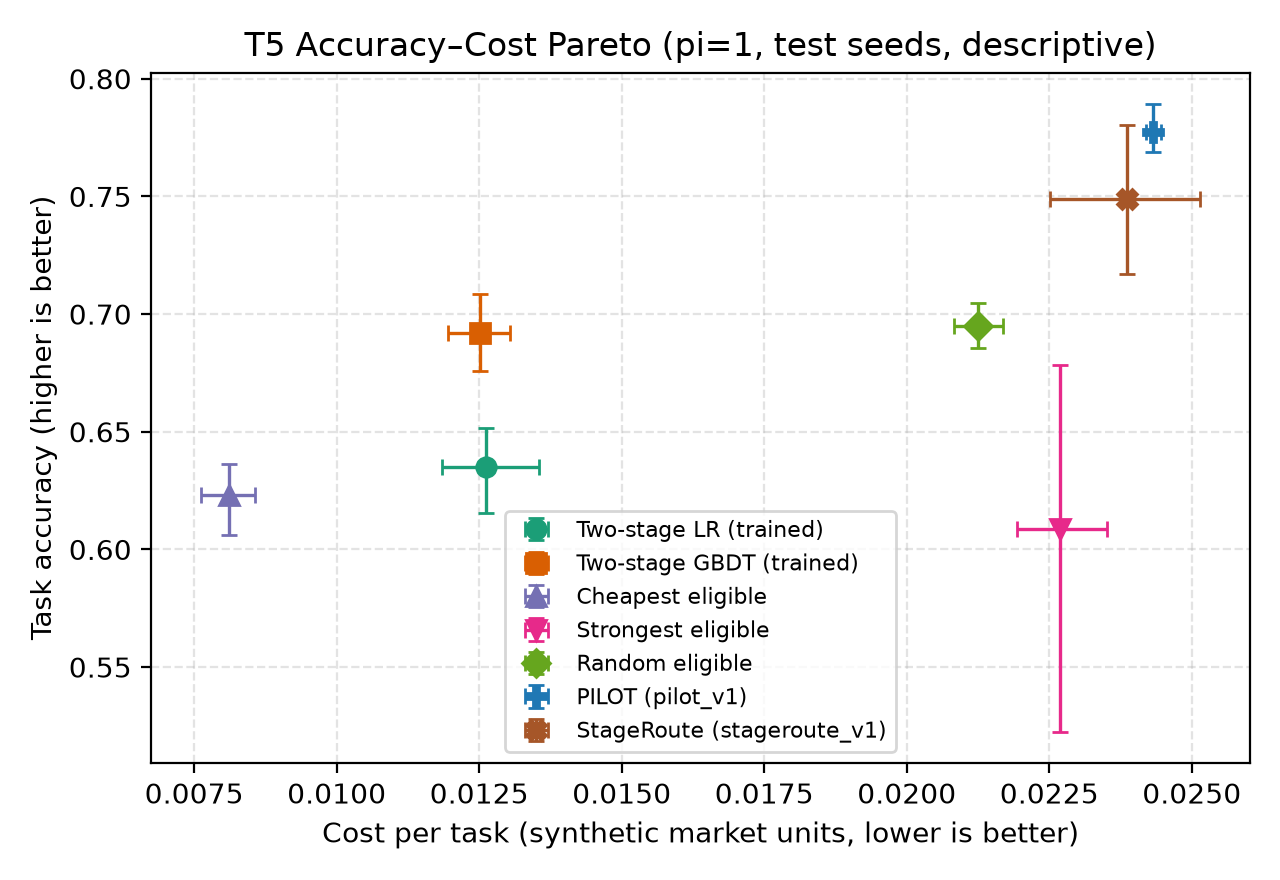 T5 Accuracy–Cost Pareto (pi=1, test seeds, descriptive)
Task accuracy (higher is better)
0.80
0.75
0.70
0.65
0.60
0.55
Two-stage LR (trained)
Two-stage GBDT (trained)
Cheapest eligible
Strongest eligible
Random eligible
PILOT (pilot_v1)
StageRoute (stageroute_v1)
0.0075 0.0100 0.0125 0.0150 0.0175 0.0200 0.0225 0.0250
Cost per task (synthetic market units, lower is better)